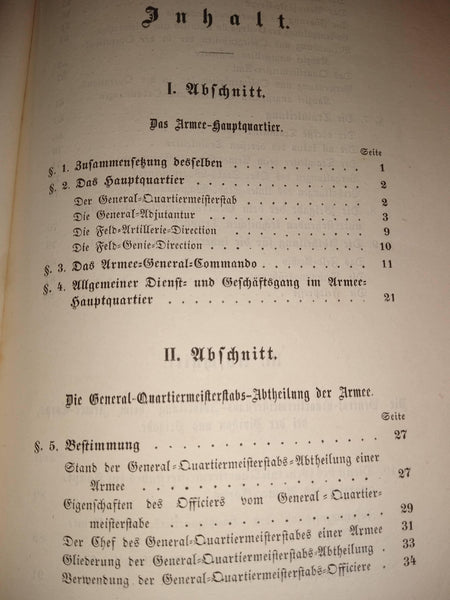 Inhalt.
I. Abschnitt.
Das Armee-Hauptquartier.
Seite
§. 1. Zusammensetzung desselben . . . . . . . . . 1
§. 2. Das Hauptquartier . . . . . . . . . . . . 2
Der General-Quartiermeisterstab . . . . . . . . 2
Die General-Adjutantur . . . . . . . . . . . 3
Die Feld-Artillerie-Direction . . . . . . . . . 9
Die Feld-Genie-Direction . . . . . . . . . . 10
§. 3. Das Armee-General-Commando . . . . . . . 11
§. 4. Allgemeiner Dienst- und Geschäftsgang im Armee-
Hauptquartier . . . . . . . . . . . . . 21
II. Abschnitt.
Die General-Quartiermeisterstabs-Abtheilung der Armee.
Seite
§ 5. Bestimmung . . . . . . . . . . . . . 27
Stand der General-Quartiermeisterstabs-Abtheilung einer
Armee . . . . . . . . . . . . . . . 27
Eigenschaften des Officiers vom General-Quartier-
meisterstabe . . . . . . . . . . . . . 29
Der Chef des General-Quartiermeisterstabes einer Armee 31
Gliederung der General-Quartiermeisterstabs-Abtheilung . 33
Verwendung der General-Quartiermeisterstabs-Officiere . 34